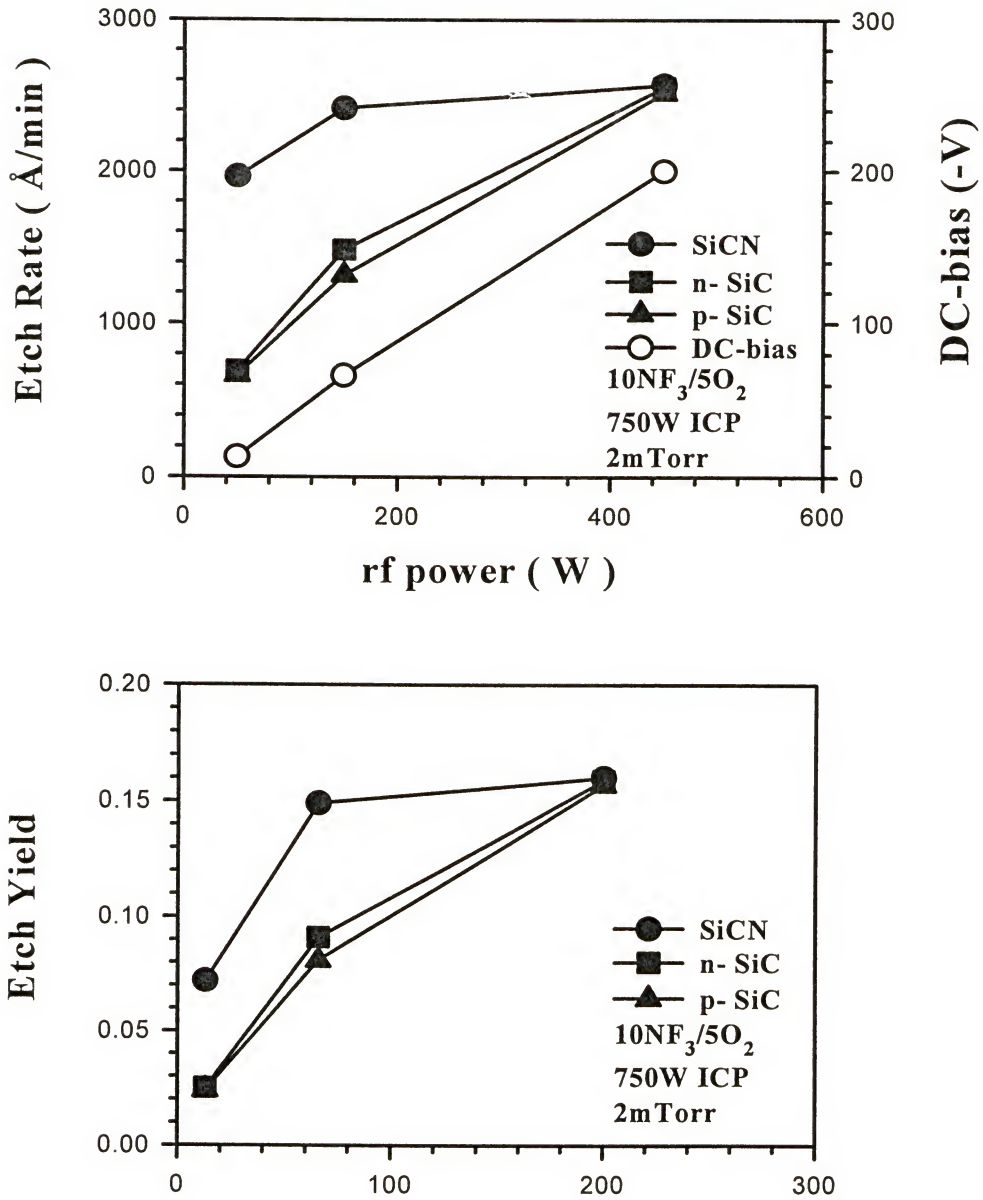 3000
300
2000
200
1000
100
0
0
Etch Rate ( Å/min )
DC-bias (-V)
SiCN
n- SiC
p- SiC
DC-bias
10NF3/5O2
750W ICP
2mTorr
0
200
400
600
rf power ( W )
0.20
0.15
0.10
0.05
0.00
Etch Yield
SiCN
n- SiC
p- SiC
10NF3/5O2
750W ICP
2mTorr
0
100
200
300